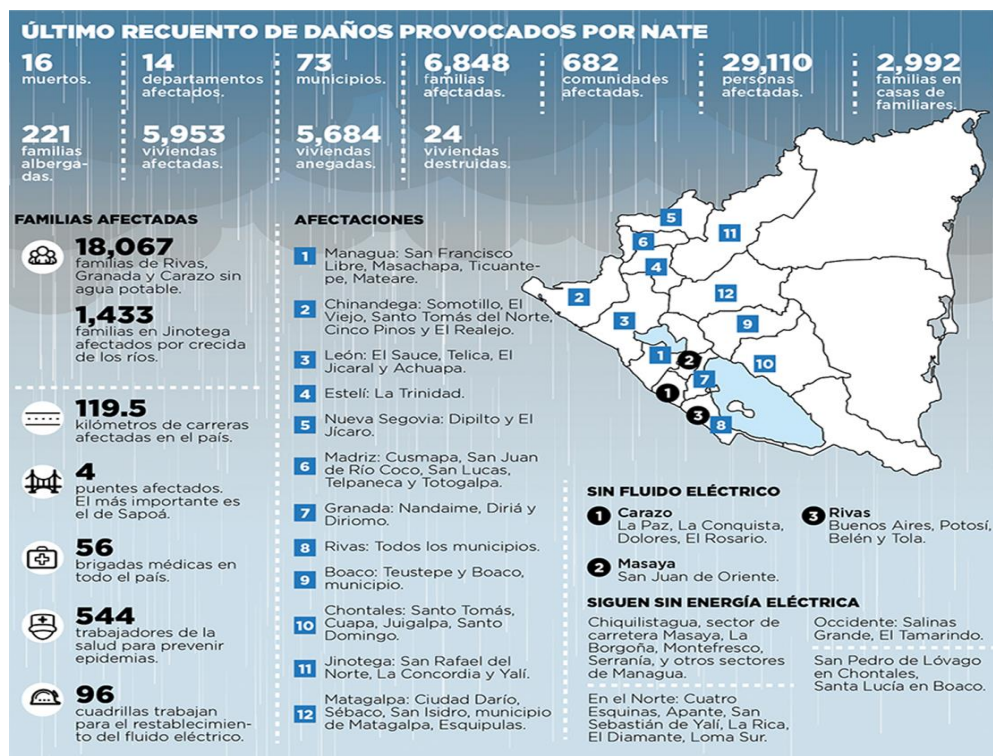 ÚLTIMO RECUENTO DE DAÑOS PROVOCADOS POR NATE
16
muertos.
14
departamentos
afectados.
73
municipios.
6,848
familias
afectadas.
682
comunidades
afectadas.
29,110
personas
afectadas.
2,992
familias en
casas de
familiares.
221
familias
alberga-
das.
5,953
viviendas
afectadas.
5,684
viviendas
anegadas.
24
viviendas
destruidas.
FAMILIAS AFECTADAS
18,067
familias de Rivas,
Granada y Carazo sin
agua potable.
1,433
familias en Jinotega
afectados por crecida
de los ríos.
119.5
kilómetros de carreras
afectadas en el país.
4
puentes afectados.
El más importante es
el de Sapoá.
56
brigadas médicas en
todo el país.
544
trabajadores de la
salud para prevenir
epidemias.
96
cuadrillas trabajan
para el restablecimien-
to del fluido eléctrico.
AFECTACIONES
1 Managua: San Francisco
Libre, Masachapa, Ticuante-
pe, Mateare.
2 Chinandega: Somotillo, El
Viejo, Santo Tomás del Norte,
Cinco Pinos y El Realejo.
3 León: El Sauce, Telica, El
Jicaral y Achuapa.
4 Estelí: La Trinidad.
5 Nueva Segovia: Dipilto y El
Jícaro.
6 Madriz: Cusmapa, San Juan
de Río Coco, San Lucas,
Telpaneca y Totogalpa.
7 Granada: Nandaime, Diriá y
Diriomo.
8 Rivas: Todos los municipios.
9 Boaco: Teustepe y Boaco,
municipio.
10 Chontales: Santo Tomás,
Cuapa, Juigalpa, Santo
Domingo.
11 Jinotega: San Rafael del
Norte, La Concordia y Yalí.
12 Matagalpa: Ciudad Darío,
Sébaco, San Isidro, municipio
de Matagalpa, Esquipulas.
5
11
6
4
12
2
3
9
1
2
10
7
1
3
8
SIN FLUIDO ELÉCTRICO
1 Carazo
La Paz, La Conquista,
Dolores, El Rosario.
2 Masaya
San Juan de Oriente.
3 Rivas
Buenos Aires, Potosí,
Belén y Tola.
SIGUEN SIN ENERGÍA ELÉCTRICA
Chiquilistagua, sector de
carretera Masaya, La
Borgoña, Montefresco,
Serranía, y otros sectores
de Managua.
En el Norte: Cuatro
Esquinas, Apante, San
Sebastián de Yalí, La Rica,
El Diamante, Loma Sur.
Occidente: Salinas
Grande, El Tamarindo.
San Pedro de Lóvago
en Chontales,
Santa Lucía en Boaco.